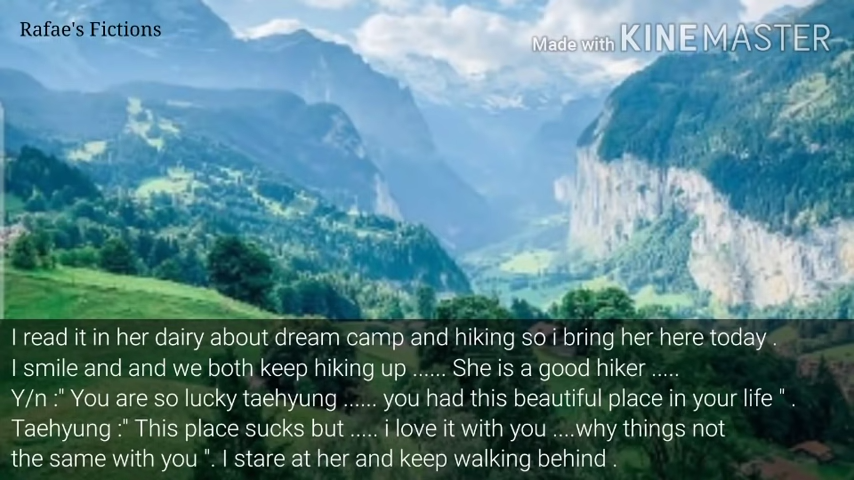 Rafae's Fictions
Made with KINEMASTER
I read it in her dairy about dream camp and hiking so i bring her here today .
I smile and and we both keep hiking up ...... She is a good hiker .....
Y/n :" You are so lucky taehyung ...... you had this beautiful place in your life " .
Taehyung :" This place sucks but ..... i love it with you ....why things not
the same with you ". I stare at her and keep walking behind .